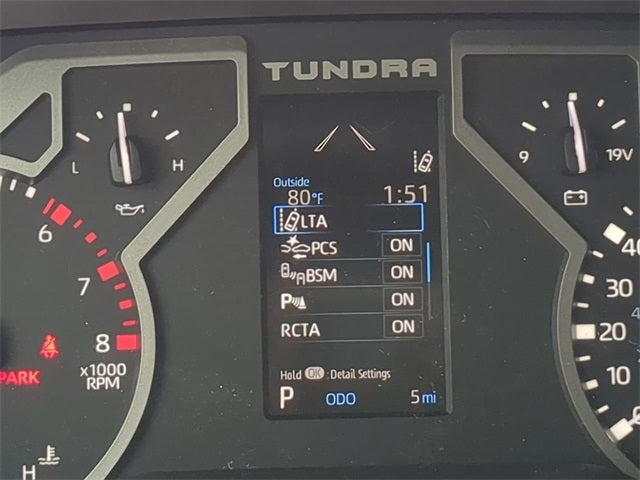 TUNDRA
L H
9 19V
Outside
80°F 1:51
LTA
PCS ON
BSM ON
P ON
RCTA ON
Hold OK : Detail Settings
P ODO 5 mi
6
7
8
x1000
RPM
PARK
H
40
30
20
10
0